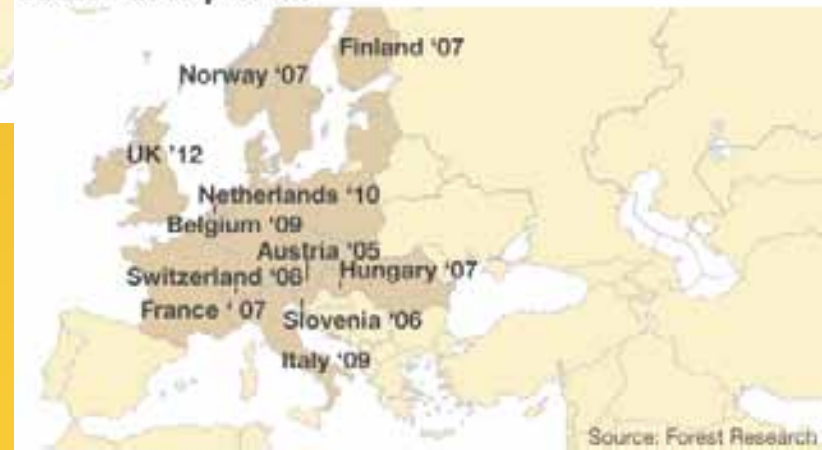 Finland '07
Norway '07
UK '12
Netherlands '10
Belgium '09
Austria '05
Switzerland '08
Hungary '07
France ' 07
Slovenia '06
Italy '09
Source: Forest Research